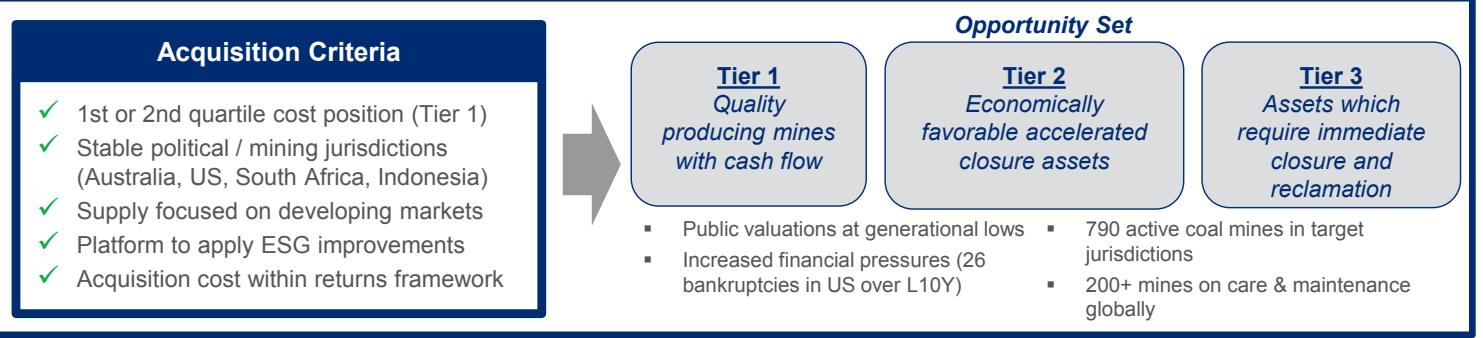 Acquisition Criteria
✓ 1st or 2nd quartile cost position (Tier 1)
✓ Stable political / mining jurisdictions
(Australia, US, South Africa, Indonesia)
✓ Supply focused on developing markets
✓ Platform to apply ESG improvements
✓ Acquisition cost within returns framework
Opportunity Set
Tier 1
Quality
producing mines
with cash flow
Tier 2
Economically
favorable accelerated
closure assets
Tier 3
Assets which
require immediate
closure and
reclamation
▪ Public valuations at generational lows
▪ Increased financial pressures (26
bankruptcies in US over L10Y)
▪ 790 active coal mines in target
jurisdictions
▪ 200+ mines on care & maintenance
globally